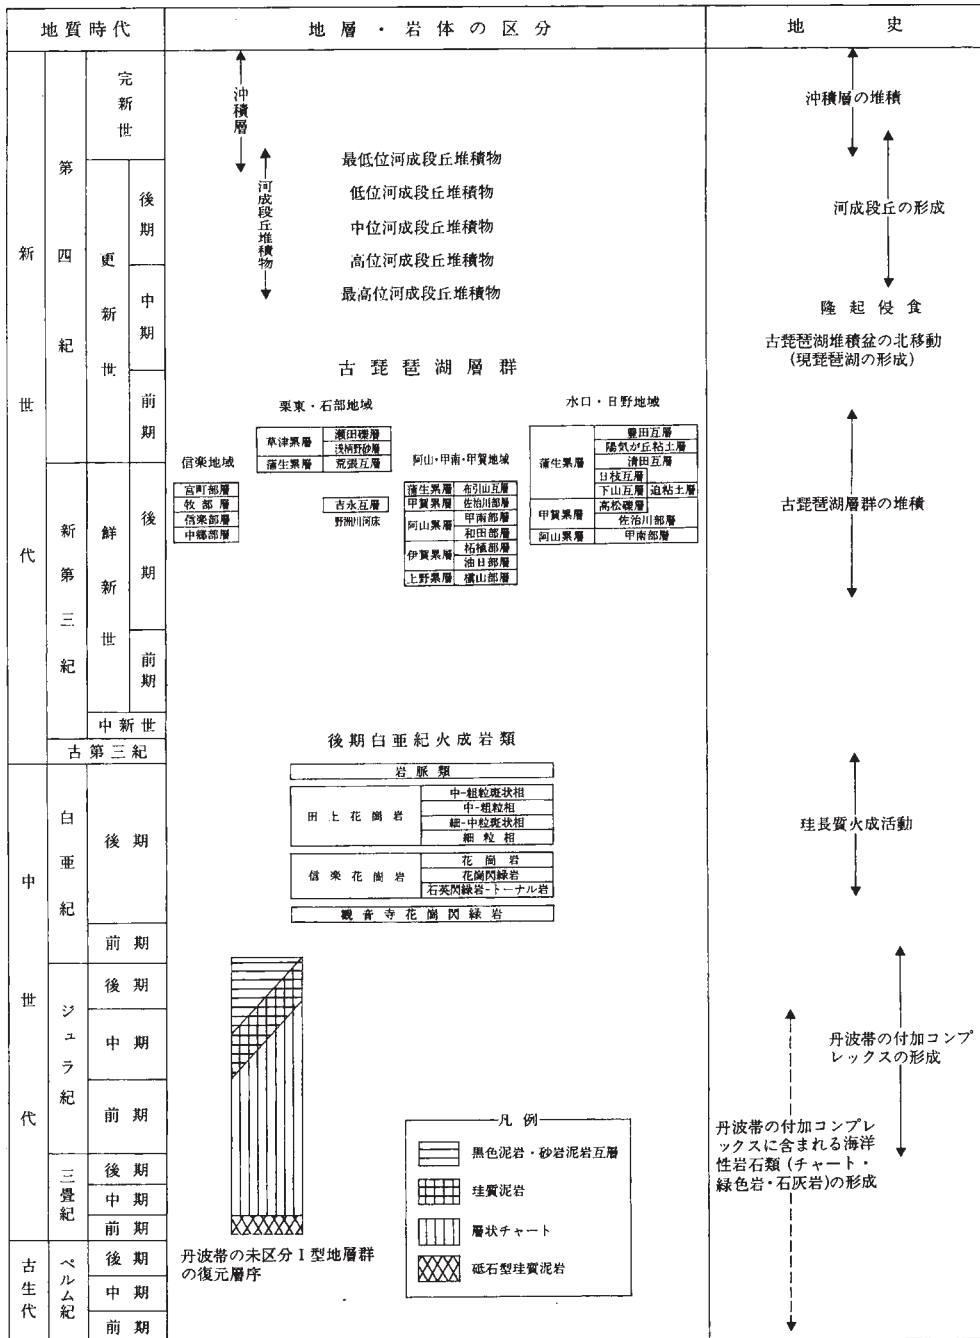 地質時代
地層・岩体の区分
地史
新生代
第四紀
完新世
更新世
後期
中期
前期
新第三紀
鮮新世
後期
前期
中新世
古第三紀
中生代
白亜紀
後期
前期
ジュラ紀
後期
中期
前期
三畳紀
後期
中期
前期
古生代
ペルム紀
後期
中期
前期
沖積層
河成段丘堆積物
最低位河成段丘堆積物
低位河成段丘堆積物
中位河成段丘堆積物
高位河成段丘堆積物
最高位河成段丘堆積物
古琵琶湖層群
信楽地域
宮町部層
牧部層
信楽部層
中郷部層
栗東・石部地域
草津累層
瀬田礫層
浅柄野砂層
蒲生累層
荒張互層
吉永互層
野洲川河床
阿山・甲南・甲賀地域
蒲生累層 布引山互層
甲賀累層 佐治川部層
阿山累層
甲南部層
和田部層
伊賀累層
柘植部層
油日部層
上野累層 横山部層
水口・日野地域
蒲生累層
豊田互層
陽気が丘粘土層
清田互層
日枝互層
下山互層 迫粘土層
甲賀累層
高松礫層
佐治川部層
阿山累層 甲南部層
後期白亜紀火成岩類
岩脈類
田上花崗岩
中-粗粒斑状相
中-粗粒相
細-中粒斑状相
細粒相
信楽花崗岩
花崗岩
花崗閃緑岩
石英閃緑岩-トーナル岩
観音寺花崗閃緑岩
丹波帯の未区分Ⅰ型地層群
の復元層序
凡例
黒色泥岩・砂岩泥岩互層
珪質泥岩
層状チャート
砥石型珪質泥岩
沖積層の堆積
河成段丘の形成
隆起侵食
古琵琶湖堆積盆の北移動
(現琵琶湖の形成)
古琵琶湖層群の堆積
珪長質火成活動
丹波帯の付加コンプ
レックスの形成
丹波帯の付加コンプレ
ックスに含まれる海洋
性岩石類(チャート・
緑色岩・石灰岩)の形成